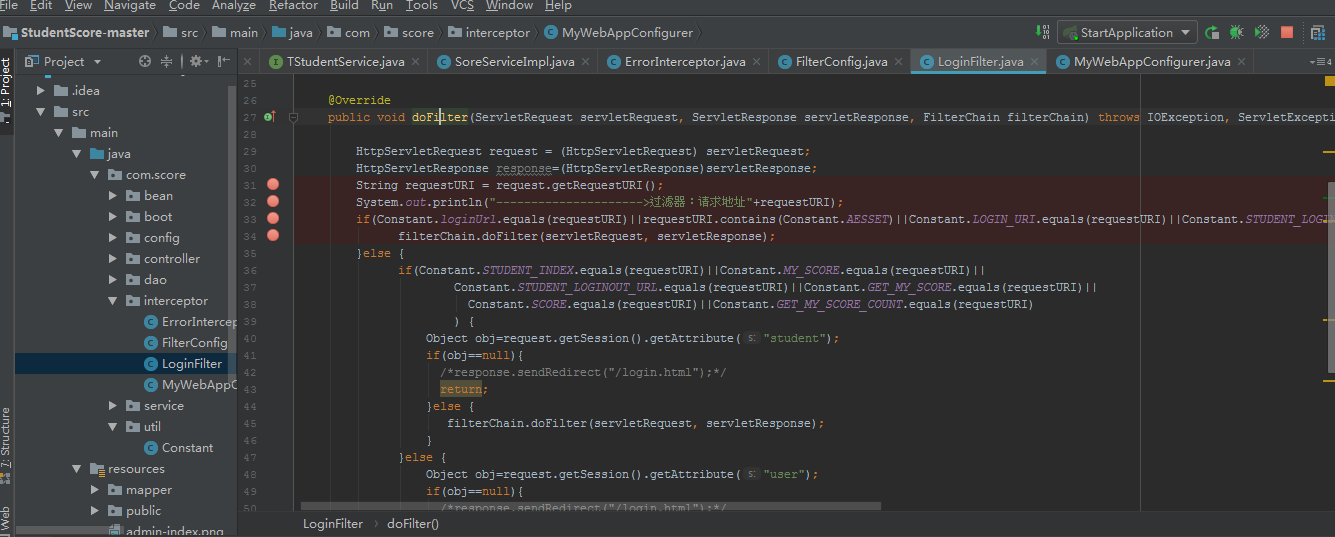 File Edit View Navigate Code Analyze Refactor Build Run Tools VCS Window Help
StudentScore-master src main java com score interceptor MyWebAppConfigurer StartApplication
1: Project
7: Structure
Web
Project
.idea
src
main
java
com.score
bean
boot
config
controller
dao
interceptor
ErrorIntercep
FilterConfig
LoginFilter
MyWebAppC
service
util
Constant
resources
mapper
public
admin-index.png
TStudentService.java SoreServiceImpl.java ErrorInterceptor.java FilterConfig.java LoginFilter.java MyWebAppConfigurer.java 4
25
26 @Override
27 public void doFilter(ServletRequest servletRequest, ServletResponse servletResponse, FilterChain filterChain) throws IOException, ServletExcepti
28
29 HttpServletRequest request = (HttpServletRequest) servletRequest;
30 HttpServletResponse response=(HttpServletResponse)servletResponse;
31 String requestURI = request.getRequestURI();
32 System.out.println("--------------------->过滤器：请求地址"+requestURI);
33 if(Constant.loginUrl.equals(requestURI)||requestURI.contains(Constant.AESSET)||Constant.LOGIN_URI.equals(requestURI)||Constant.STUDENT_LOGI
34 filterChain.doFilter(servletRequest, servletResponse);
35 }else {
36 if(Constant.STUDENT_INDEX.equals(requestURI)||Constant.MY_SCORE.equals(requestURI)||
37 Constant.STUDENT_LOGINOUT_URL.equals(requestURI)||Constant.GET_MY_SCORE.equals(requestURI)||
38 Constant.SCORE.equals(requestURI)||Constant.GET_MY_SCORE_COUNT.equals(requestURI)
39 ) {
40 Object obj=request.getSession().getAttribute( s: "student");
41 if(obj==null){
42 /*response.sendRedirect("/login.html");*/
43 return;
44 }else {
45 filterChain.doFilter(servletRequest, servletResponse);
46 }
47 }else {
48 Object obj=request.getSession().getAttribute( s: "user");
49 if(obj==null){
50 /*response.sendRedirect("/login.html");*/
LoginFilter doFilter()